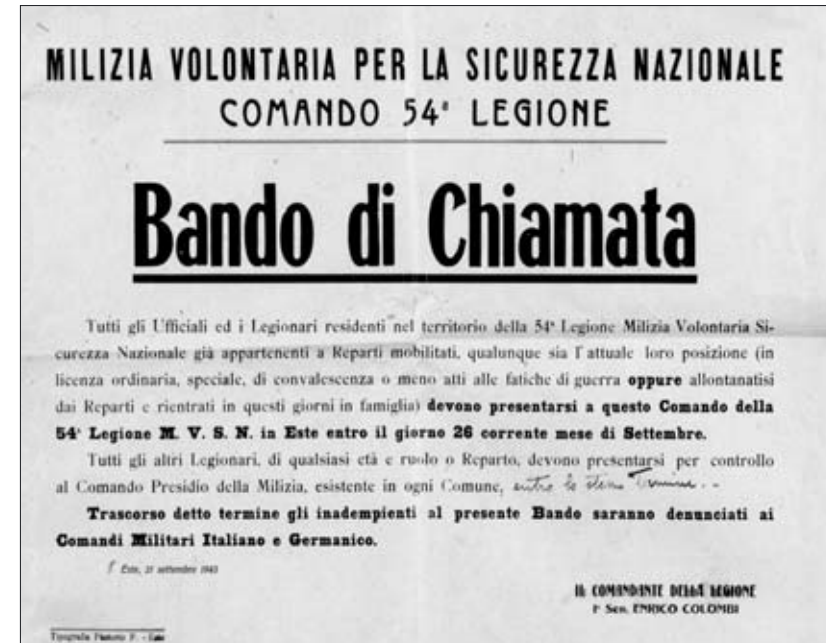 MILIZIA VOLONTARIA PER LA SICUREZZA NAZIONALE
COMANDO 54ª LEGIONE
Bando di Chiamata
Tutti gli Ufficiali ed i Legionari residenti nel territorio della 54ª Legione Milizia Volontaria Si-
curezza Nazionale già appartenenti a Reparti mobilitati, qualunque sia l'attuale loro posizione (in
licenza ordinaria, speciale, di convalescenza o meno atti alle fatiche di guerra oppure allontanatisi
dai Reparti e rientrati in questi giorni in famiglia) devono presentarsi a questo Comando della
54ª Legione M. V. S. N. in Este entro il giorno 26 corrente mese di Settembre.
Tutti gli altri Legionari, di qualsiasi età e ruolo o Reparto, devono presentarsi per controllo
al Comando Presidio della Milizia, esistente in ogni Comune, entro lo stesso termine.
Trascorso detto termine gli inadempienti al presente Bando saranno denunciati ai
Comandi Militari Italiano e Germanico.
Este, 21 settembre 1943
IL COMANDANTE DELLA LEGIONE
1° Sen. ENRICO COLOMBI
Tipografia P. - Este